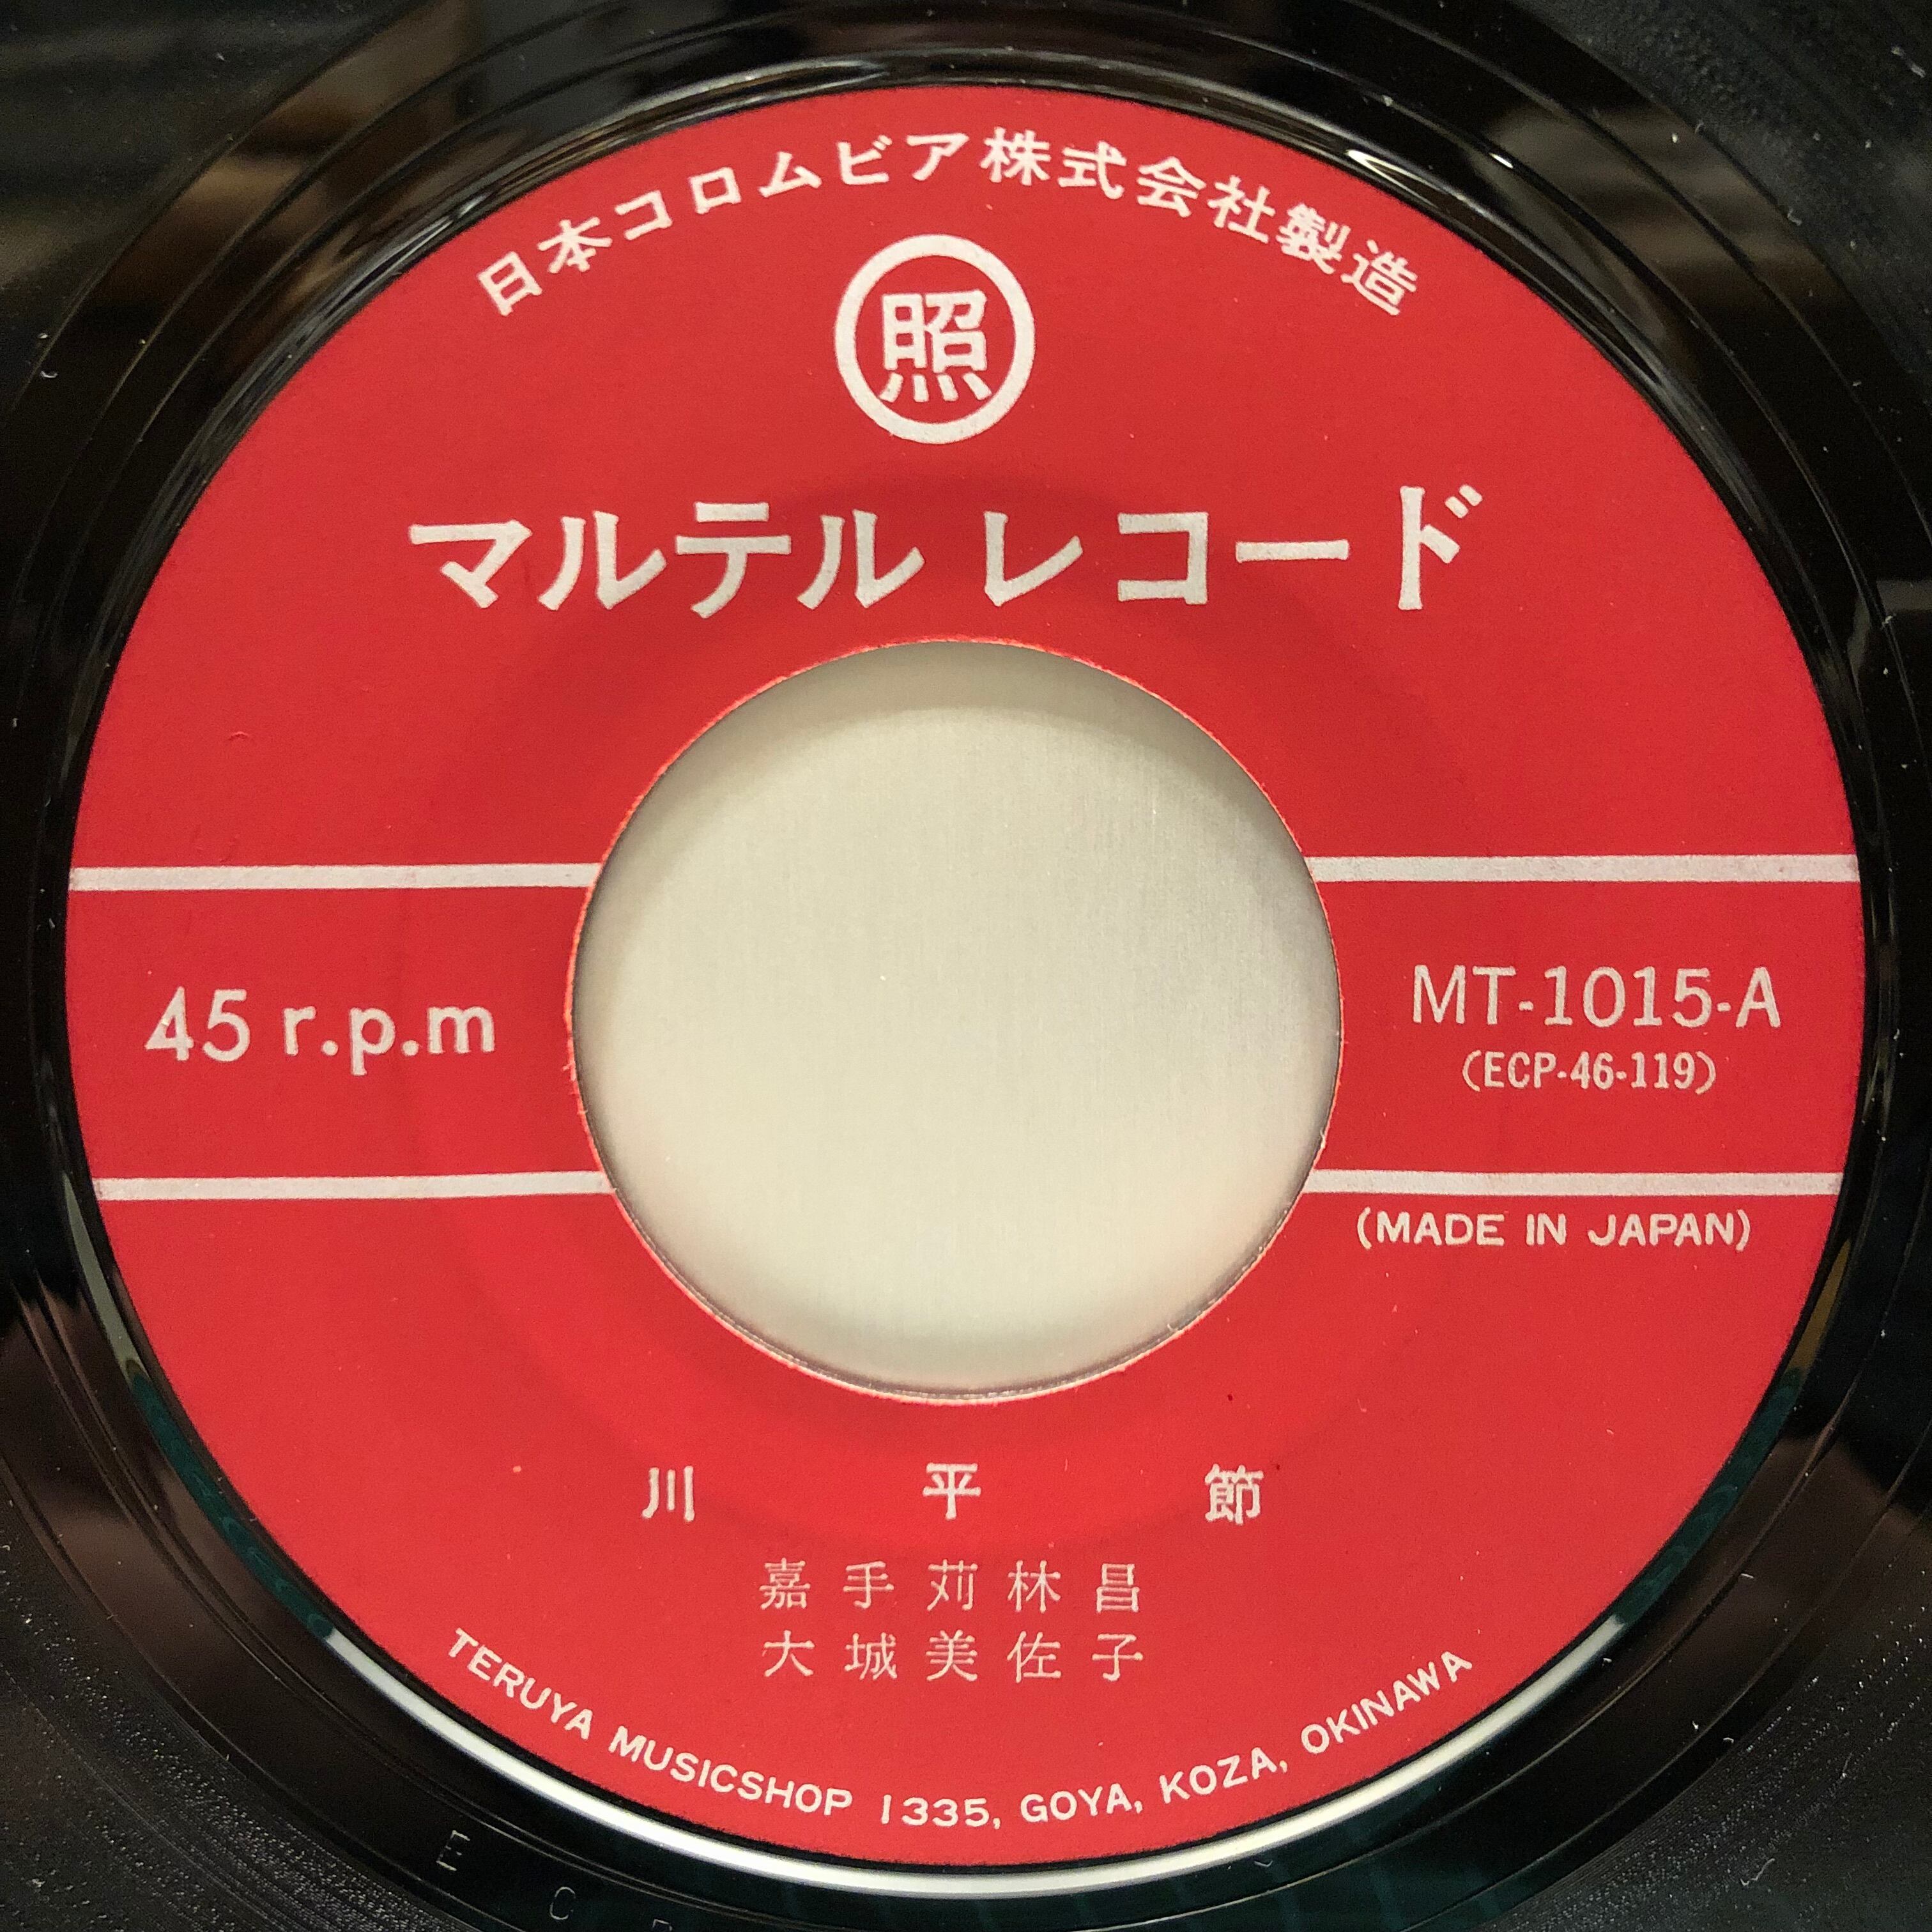 日本コロムビア株式会社製造
照
マルテル レコード
45 r.p.m
MT-1015-A
(ECP-46-119)
(MADE IN JAPAN)
川平節
嘉手苅林昌
大城美佐子
TERUYA MUSICSHOP 1335, GOYA, KOZA, OKINAWA